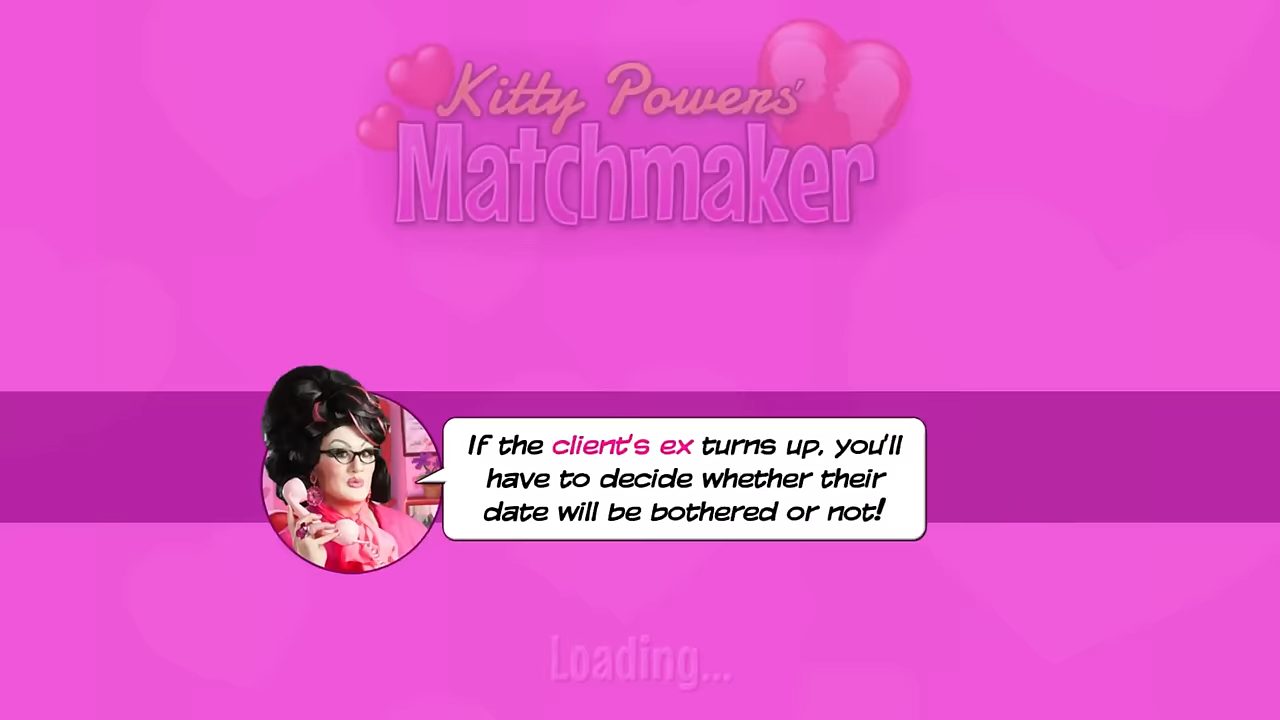 Kitty Powers'
Matchmaker
If the client's ex turns up, you'll
have to decide whether their
date will be bothered or not!
Loading...